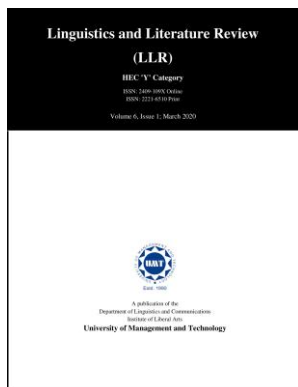 Linguistics and Literature Review
(LLR)
HEC 'Y' Category
ISSN: 2409-109X Online
ISSN: 2221-6510 Print
Volume 6, Issue 1; March 2020
UMT
Estd. 1990
A publication of the
Department of Linguistics and Communications
Institute of Liberal Arts
University of Management and Technology